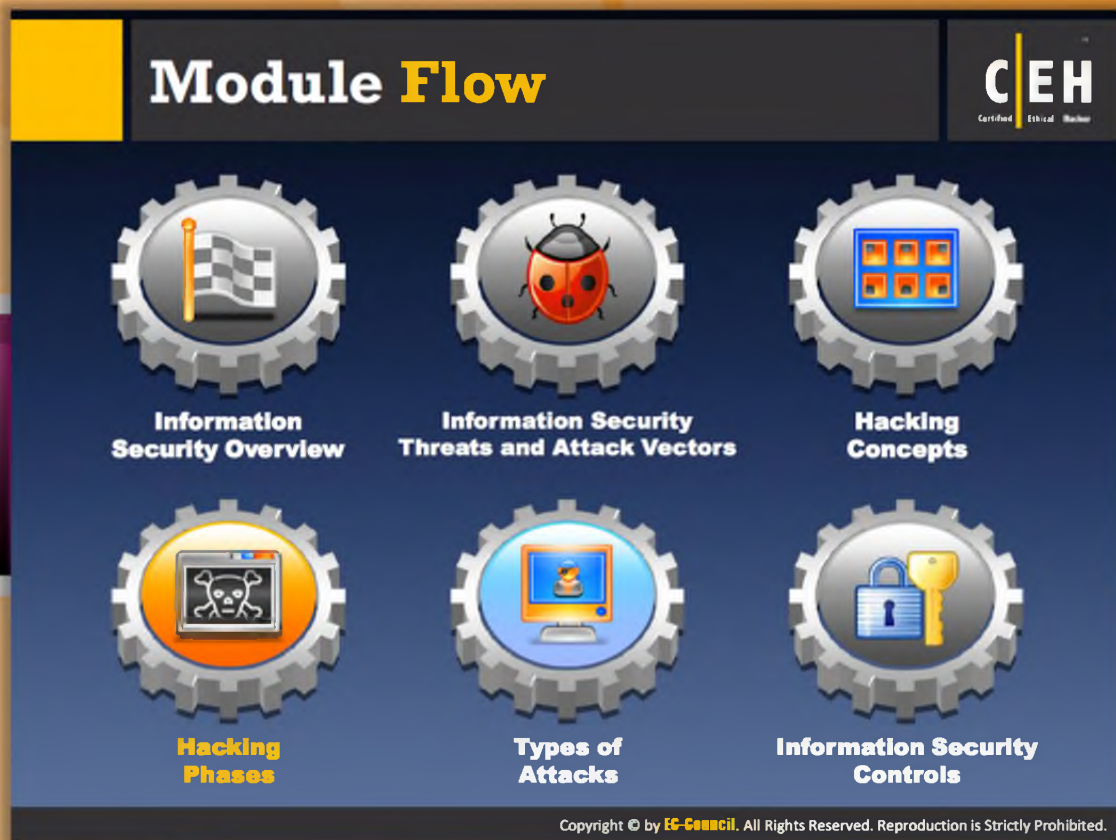 Module Flow
C EH
Certified Ethical Hacker
Information
Security Overview
Information Security
Threats and Attack Vectors
Hacking
Concepts
Hacking
Phases
Types of
Attacks
Information Security
Controls
Copyright © by EC-Council. All Rights Reserved. Reproduction is Strictly Prohibited.